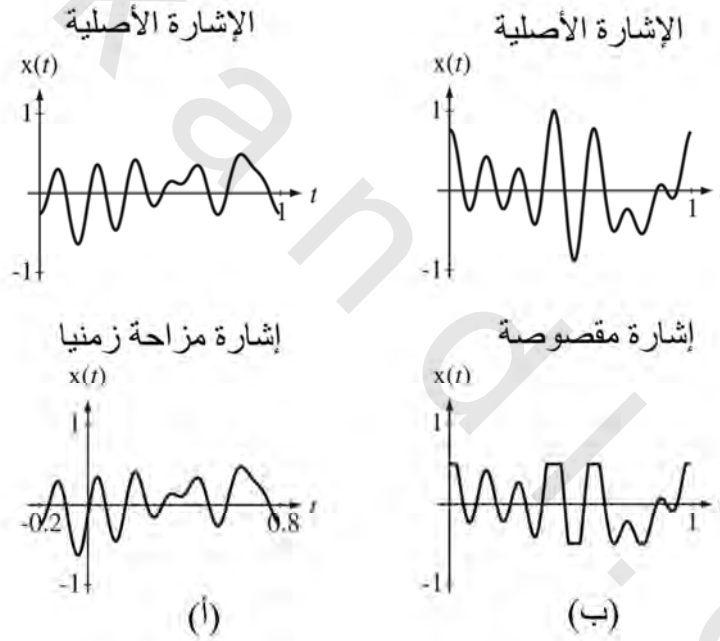 الإشارة الأصلية
الإشارة الأصلية
x(t)
1
-1
t
1
x(t)
1
-1
1
إشارة مقصوصة
إشارة مزاحة زمنيا
x(t)
1
-0.2
0.8
t
-1
x(t)
1
1
-1
(ب)
(أ)